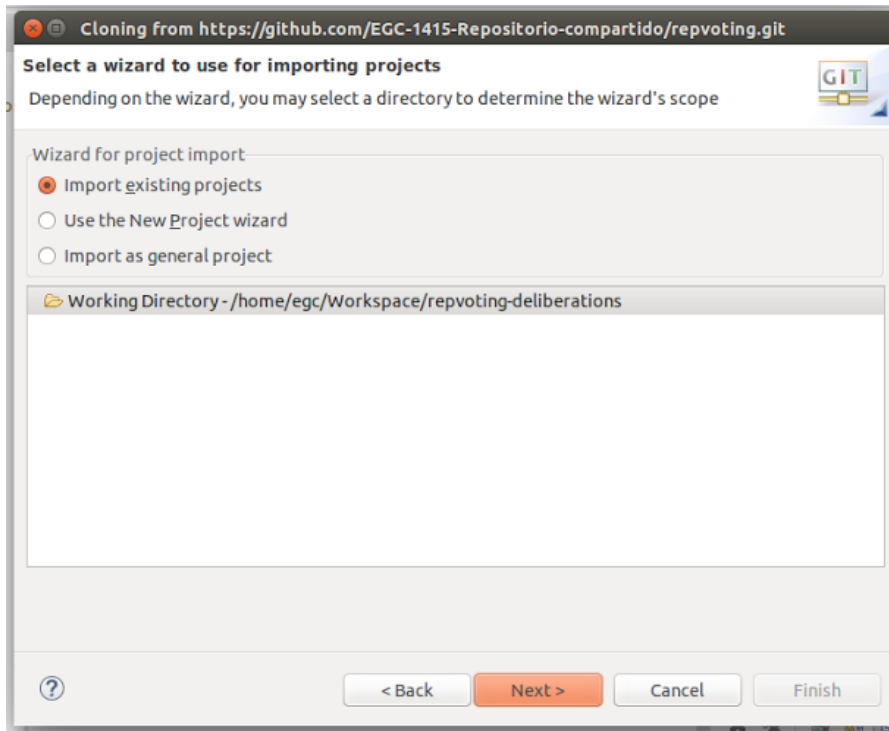 Cloning from https://github.com/EGC-1415-Repositorio-compartido/repvoting.git
Select a wizard to use for importing projects
Depending on the wizard, you may select a directory to determine the wizard's scope
GIT
Wizard for project import
Import existing projects
Use the New Project wizard
Import as general project
Working Directory - /home/egc/Workspace/repvoting-deliberations
< Back Next > Cancel Finish